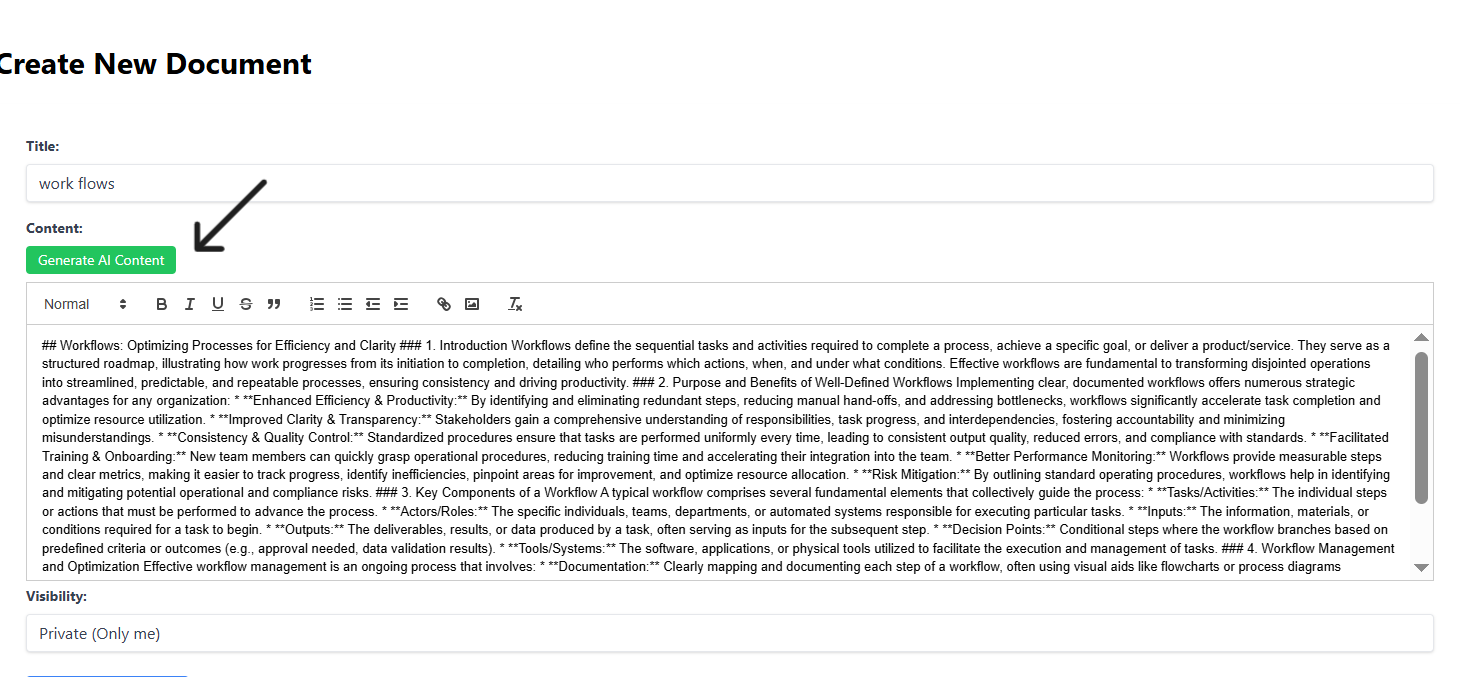 Create New Document
Title:
work flows
Content:
Generate AI Content
Normal
## Workflows: Optimizing Processes for Efficiency and Clarity ### 1. Introduction Workflows define the sequential tasks and activities required to complete a process, achieve a specific goal, or deliver a product/service. They serve as a
structured roadmap, illustrating how work progresses from its initiation to completion, detailing who performs which actions, when, and under what conditions. Effective workflows are fundamental to transforming disjointed operations
into streamlined, predictable, and repeatable processes, ensuring consistency and driving productivity. ### 2. Purpose and Benefits of Well-Defined Workflows Implementing clear, documented workflows offers numerous strategic
advantages for any organization: * **Enhanced Efficiency & Productivity:** By identifying and eliminating redundant steps, reducing manual hand-offs, and addressing bottlenecks, workflows significantly accelerate task completion and
optimize resource utilization. * **Improved Clarity & Transparency:** Stakeholders gain a comprehensive understanding of responsibilities, task progress, and interdependencies, fostering accountability and minimizing
misunderstandings. * **Consistency & Quality Control:** Standardized procedures ensure that tasks are performed uniformly every time, leading to consistent output quality, reduced errors, and compliance with standards. * **Facilitated
Training & Onboarding:** New team members can quickly grasp operational procedures, reducing training time and accelerating their integration into the team. * **Better Performance Monitoring:** Workflows provide measurable steps
and clear metrics, making it easier to track progress, identify inefficiencies, pinpoint areas for improvement, and optimize resource allocation. * **Risk Mitigation:** By outlining standard operating procedures, workflows help in identifying
and mitigating potential operational and compliance risks. ### 3. Key Components of a Workflow A typical workflow comprises several fundamental elements that collectively guide the process: * **Tasks/Activities:** The individual steps
or actions that must be performed to advance the process. * **Actors/Roles:** The specific individuals, teams, departments, or automated systems responsible for executing particular tasks. * **Inputs:** The information, materials, or
conditions required for a task to begin. * **Outputs:** The deliverables, results, or data produced by a task, often serving as inputs for the subsequent step. * **Decision Points:** Conditional steps where the workflow branches based on
predefined criteria or outcomes (e.g., approval needed, data validation results). * **Tools/Systems:** The software, applications, or physical tools utilized to facilitate the execution and management of tasks. ### 4. Workflow Management
and Optimization Effective workflow management is an ongoing process that involves: * **Documentation:** Clearly mapping and documenting each step of a workflow, often using visual aids like flowcharts or process diagrams
Visibility:
Private (Only me)